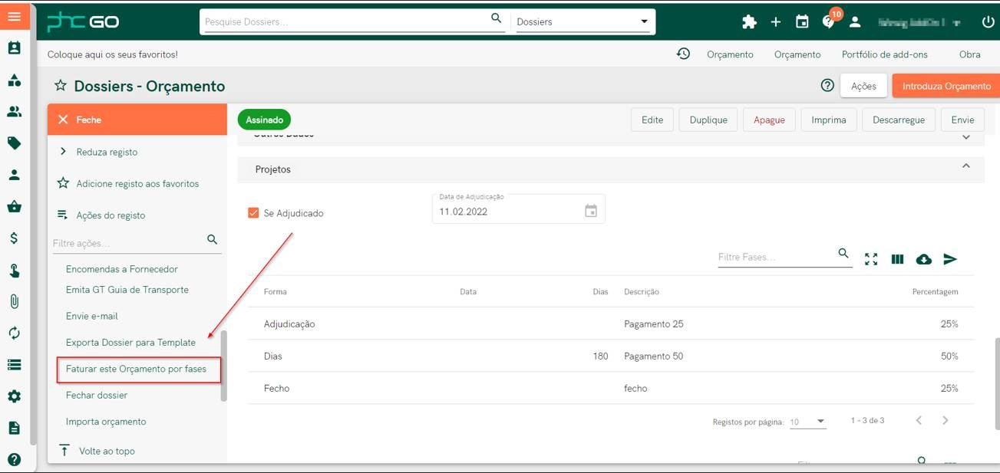 phc GO
Pesquise Dossiers...
Dossiers
10
Coloque aqui os seus favoritos!
Orçamento
Orçamento
Portfólio de add-ons
Obra
Dossiers - Orçamento
Ações
Introduza Orçamento
Feche
Assinado
Edite
Duplique
Apague
Imprima
Descarregue
Envie
Outros Dados
Reduza registo
Projetos
Adicione registo aos favoritos
Ações do registo
Se Adjudicado
Data de Adjudicação
11.02.2022
Filtre ações...
Filtre Fases...
Encomendas a Fornecedor
Emita GT Guia de Transporte
Envie e-mail
Exporta Dossier para Template
Faturar este Orçamento por fases
Fechar dossier
Importa orçamento
Volte ao topo
Forma
Data
Dias
Descrição
Percentagem
Adjudicação
Pagamento 25
25%
Dias
180
Pagamento 50
50%
Fecho
fecho
25%
Registos por página:
10
1 - 3 de 3